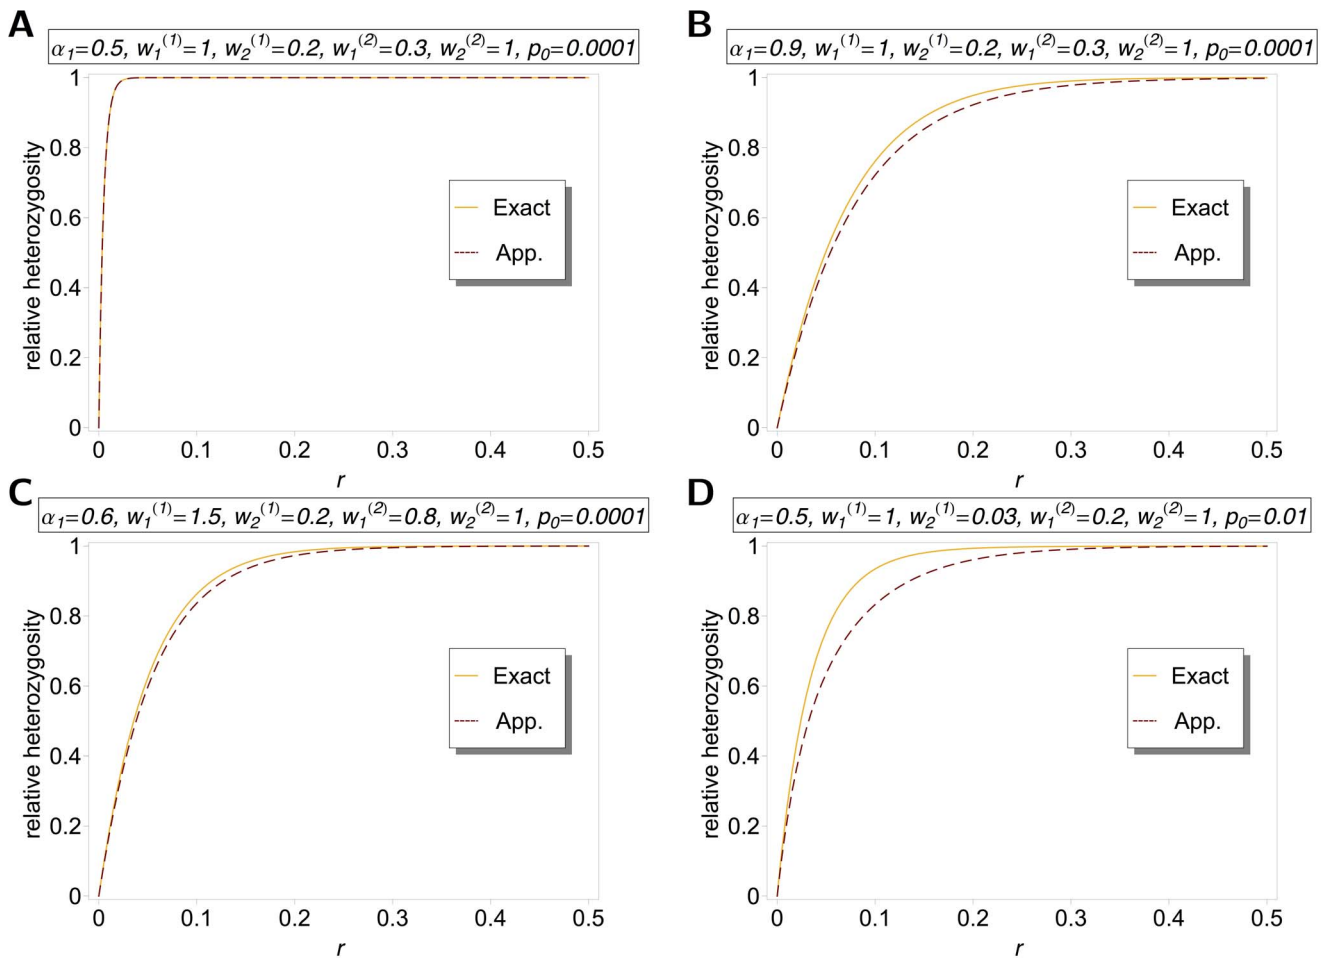 A
α₁=0.5, w₁⁽¹⁾=1, w₂⁽¹⁾=0.2, w₁⁽²⁾=0.3, w₂⁽²⁾=1, p₀=0.0001
relative heterozygosity
1
0.8
0.6
0.4
0.2
0
Exact
App.
0 0.1 0.2 0.3 0.4 0.5
r
B
α₁=0.9, w₁⁽¹⁾=1, w₂⁽¹⁾=0.2, w₁⁽²⁾=0.3, w₂⁽²⁾=1, p₀=0.0001
relative heterozygosity
1
0.8
0.6
0.4
0.2
0
Exact
App.
0 0.1 0.2 0.3 0.4 0.5
r
C
α₁=0.6, w₁⁽¹⁾=1.5, w₂⁽¹⁾=0.2, w₁⁽²⁾=0.8, w₂⁽²⁾=1, p₀=0.0001
relative heterozygosity
1
0.8
0.6
0.4
0.2
0
Exact
App.
0 0.1 0.2 0.3 0.4 0.5
r
D
α₁=0.5, w₁⁽¹⁾=1, w₂⁽¹⁾=0.03, w₁⁽²⁾=0.2, w₂⁽²⁾=1, p₀=0.01
relative heterozygosity
1
0.8
0.6
0.4
0.2
0
Exact
App.
0 0.1 0.2 0.3 0.4 0.5
r